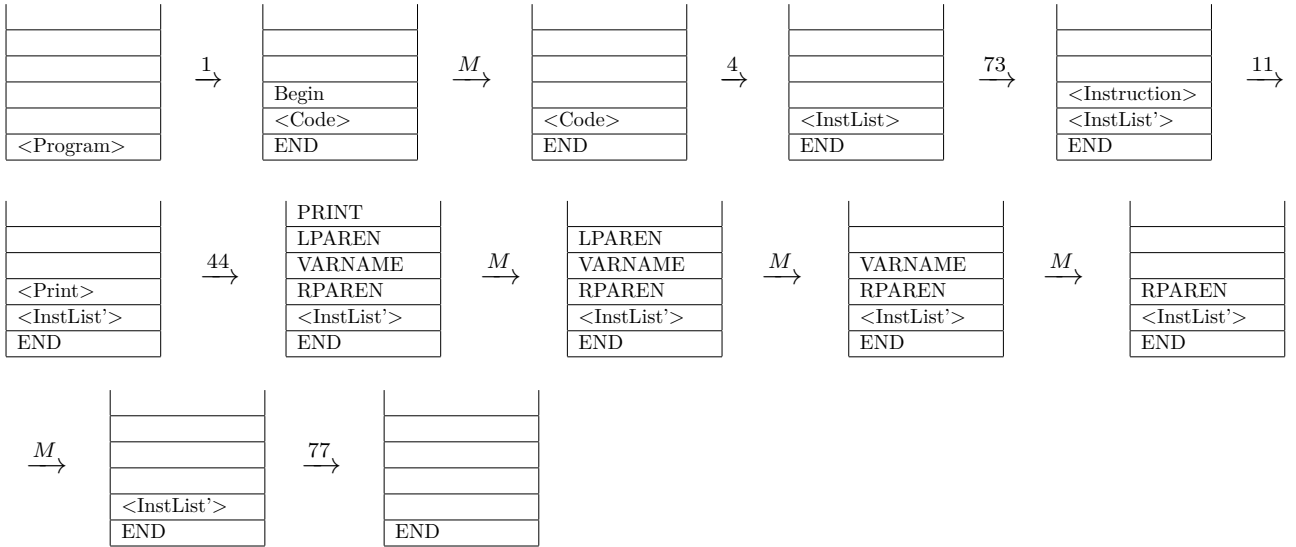 1 Begin <Code> END <Program>
M <Code> END
4 <InstList> END
73 <Instruction> <InstList'> END
11
<Print> <InstList'> END
44 PRINT LPAREN VARNAME RPAREN <InstList'> END
M LPAREN VARNAME RPAREN <InstList'> END
M VARNAME RPAREN <InstList'> END
M RPAREN <InstList'> END
M <InstList'> END
77 END